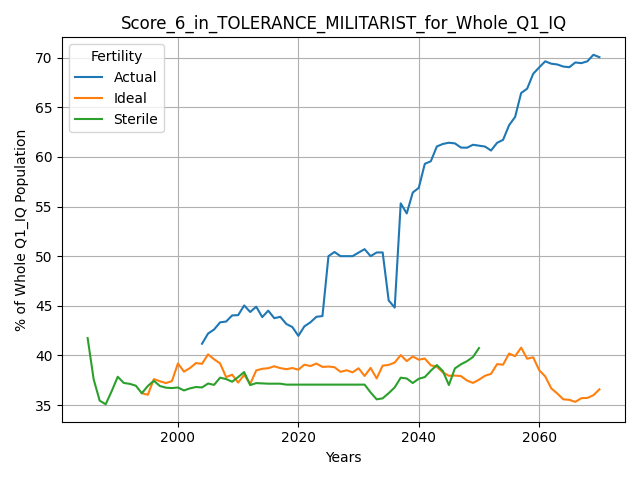 Score_6_in_TOLERANCE_MILITARIST_for_Whole_Q1_IQ
Fertility
Actual
Ideal
Sterile
% of Whole Q1_IQ Population
70
65
60
55
50
45
40
35
2000
2020
2040
2060
Years